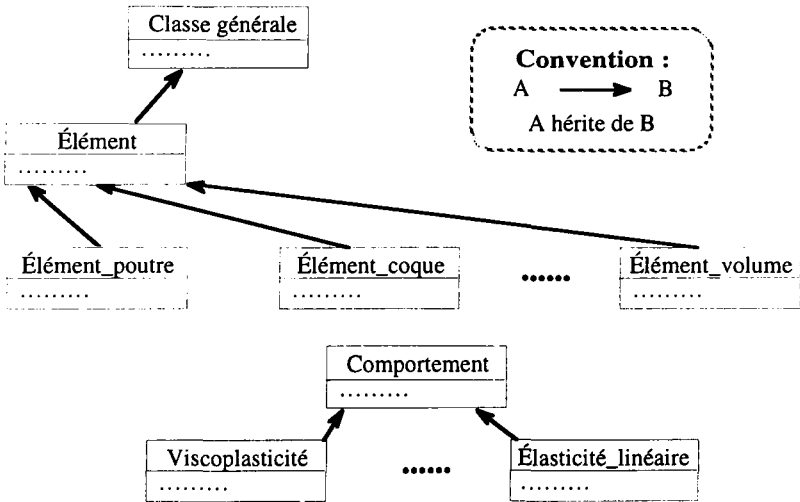 Classe générale
.........
Convention :
A B
A hérite de B
Élément
.........
Élément_poutre Élément_coque ...... Élément_volume
......... ......... .........
Comportement
.........
Viscoplasticité ...... Élasticité_linéaire
......... .........